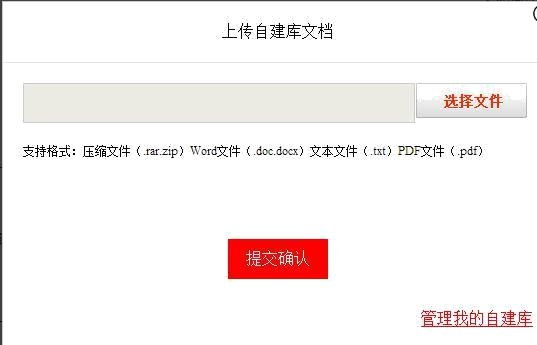 上传自建库文档
选择文件
支持格式：压缩文件（.rar.zip）Word文件（.doc.docx）文本文件（.txt）PDF文件（.pdf）
提交确认
管理我的自建库